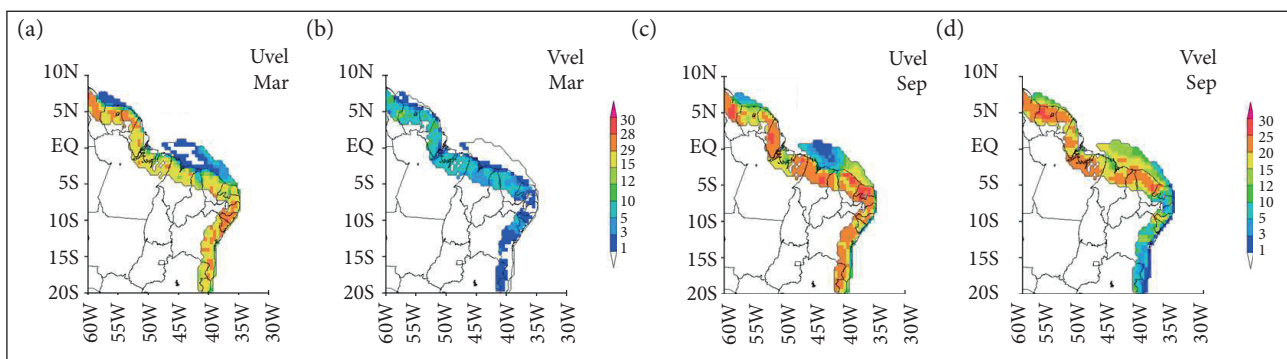 (a)
Uvel
Mar
10N
5N
EQ
5S
10S
15S
20S
60W
55W
50W
45W
40W
35W
30W
(b)
Vvel
Mar
10N
5N
EQ
5S
10S
15S
20S
60W
55W
50W
45W
40W
35W
30W
30
28
29
15
12
10
5
3
1
(c)
Uvel
Sep
10N
5N
EQ
5S
10S
15S
20S
60W
55W
50W
45W
40W
35W
30W
(d)
Vvel
Sep
10N
5N
EQ
5S
10S
15S
20S
60W
55W
50W
45W
40W
35W
30W
30
25
20
15
12
10
5
3
1